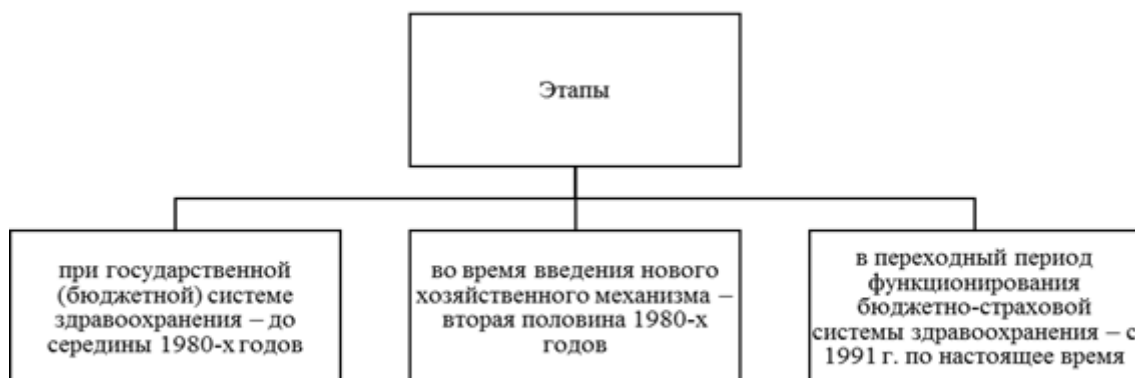 Этапы
при государственной
(бюджетной) системе
здравоохранения – до
середины 1980-х годов
во время введения нового
хозяйственного механизма –
вторая половина 1980-х
годов
в переходный период
функционирования
бюджетно-страховой
системы здравоохранения – с
1991 г. по настоящее время